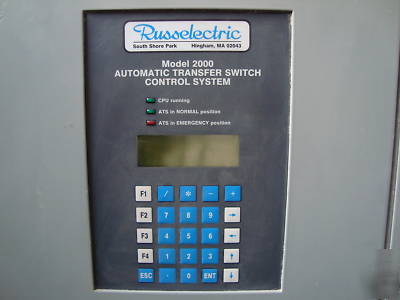 Russelectric
South Shore Park Hingham, MA 02043
Model 2000
AUTOMATIC TRANSFER SWITCH
CONTROL SYSTEM
CPU running
ATS in NORMAL position
ATS in EMERGENCY position
F1 / * - +
F2 7 8 9 →
F3 4 5 6 ←
F4 1 2 3 ↑
ESC . 0 ENT ↓